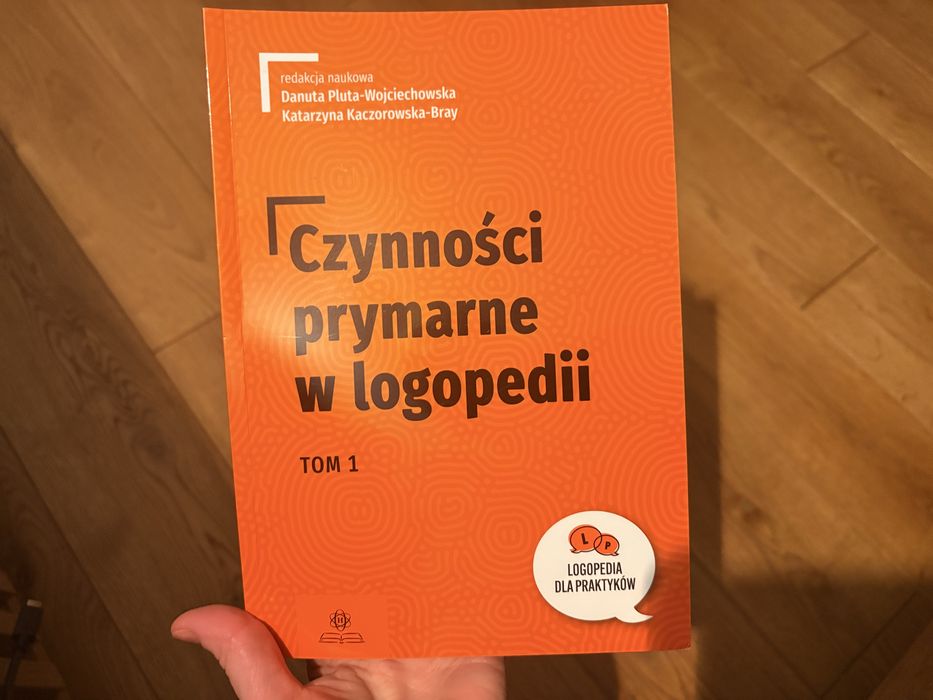 redakcja naukowa
Danuta Pluta-Wojciechowska
Katarzyna Kaczorowska-Bray
Czynności
prymarne
w logopedii
TOM 1
L P
LOGOPEDIA
DLA PRAKTYKÓW
H